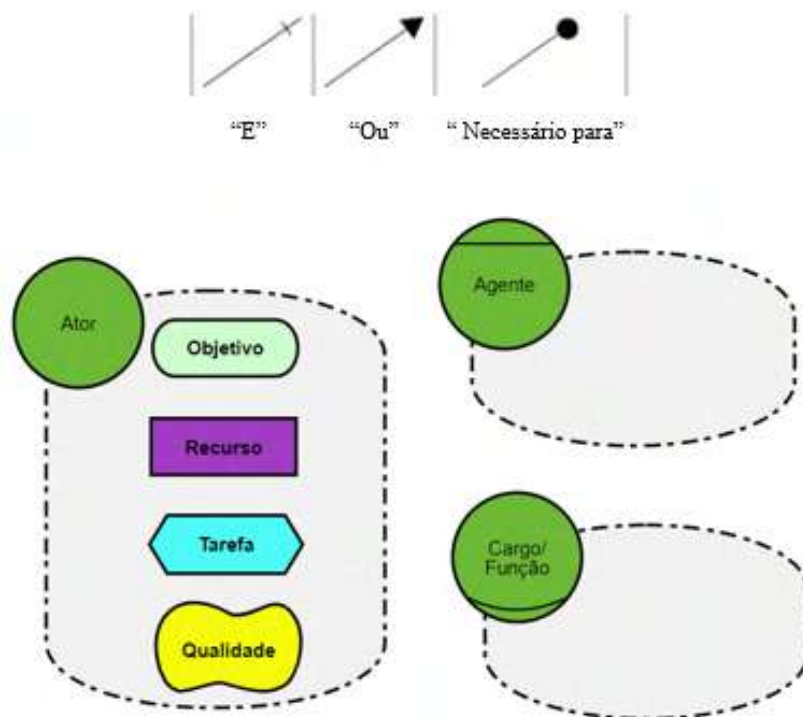 “E”
“Ou”
“ Necessário para”
Ator
Objetivo
Recurso
Tarefa
Qualidade
Agente
Cargo/
Função